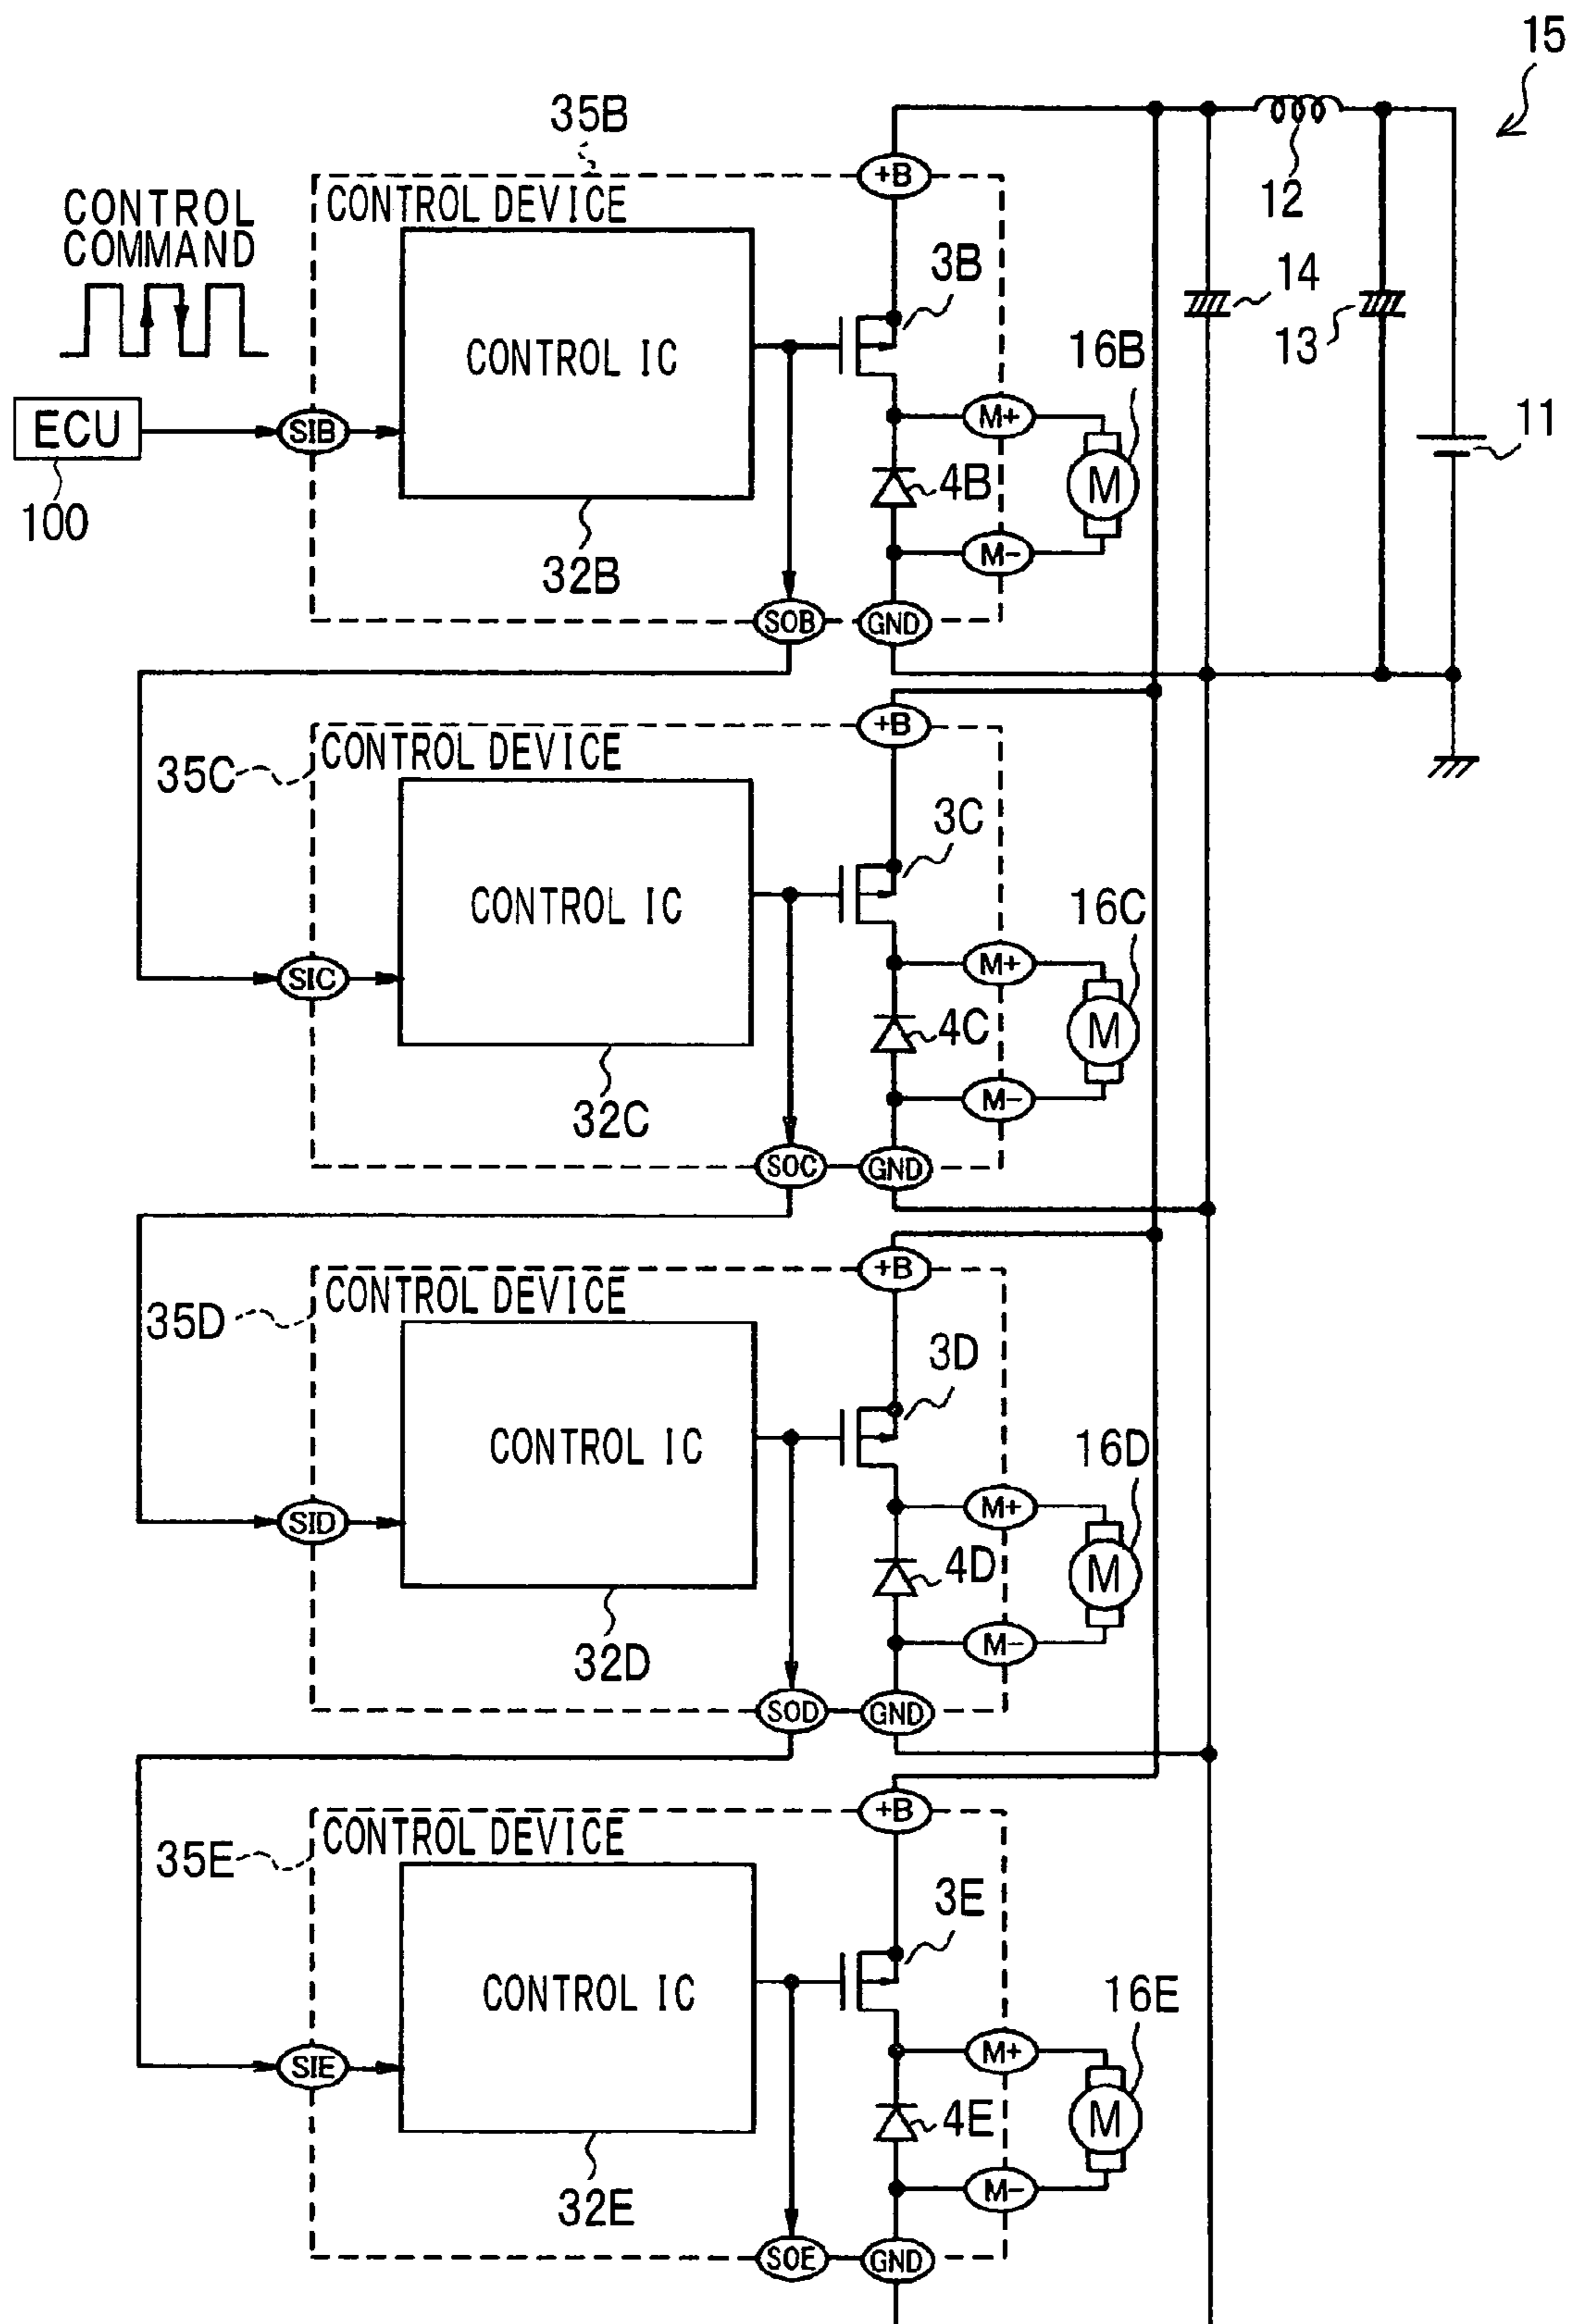 15
35B
+B
CONTROL
COMMAND
CONTROL DEVICE
12
3B
14
13
16B
CONTROL IC
M+
11
ECU
SIB
4B
M
100
M-
32B
SOB
GND
+B
CONTROL DEVICE
35C
3C
16C
CONTROL IC
M+
SIC
4C
M
M-
32C
SOC
GND
+B
CONTROL DEVICE
35D
3D
16D
CONTROL IC
M+
SID
4D
M
M-
32D
SOD
GND
+B
CONTROL DEVICE
35E
3E
16E
CONTROL IC
M+
SIE
4E
M
M-
32E
SOE
GND